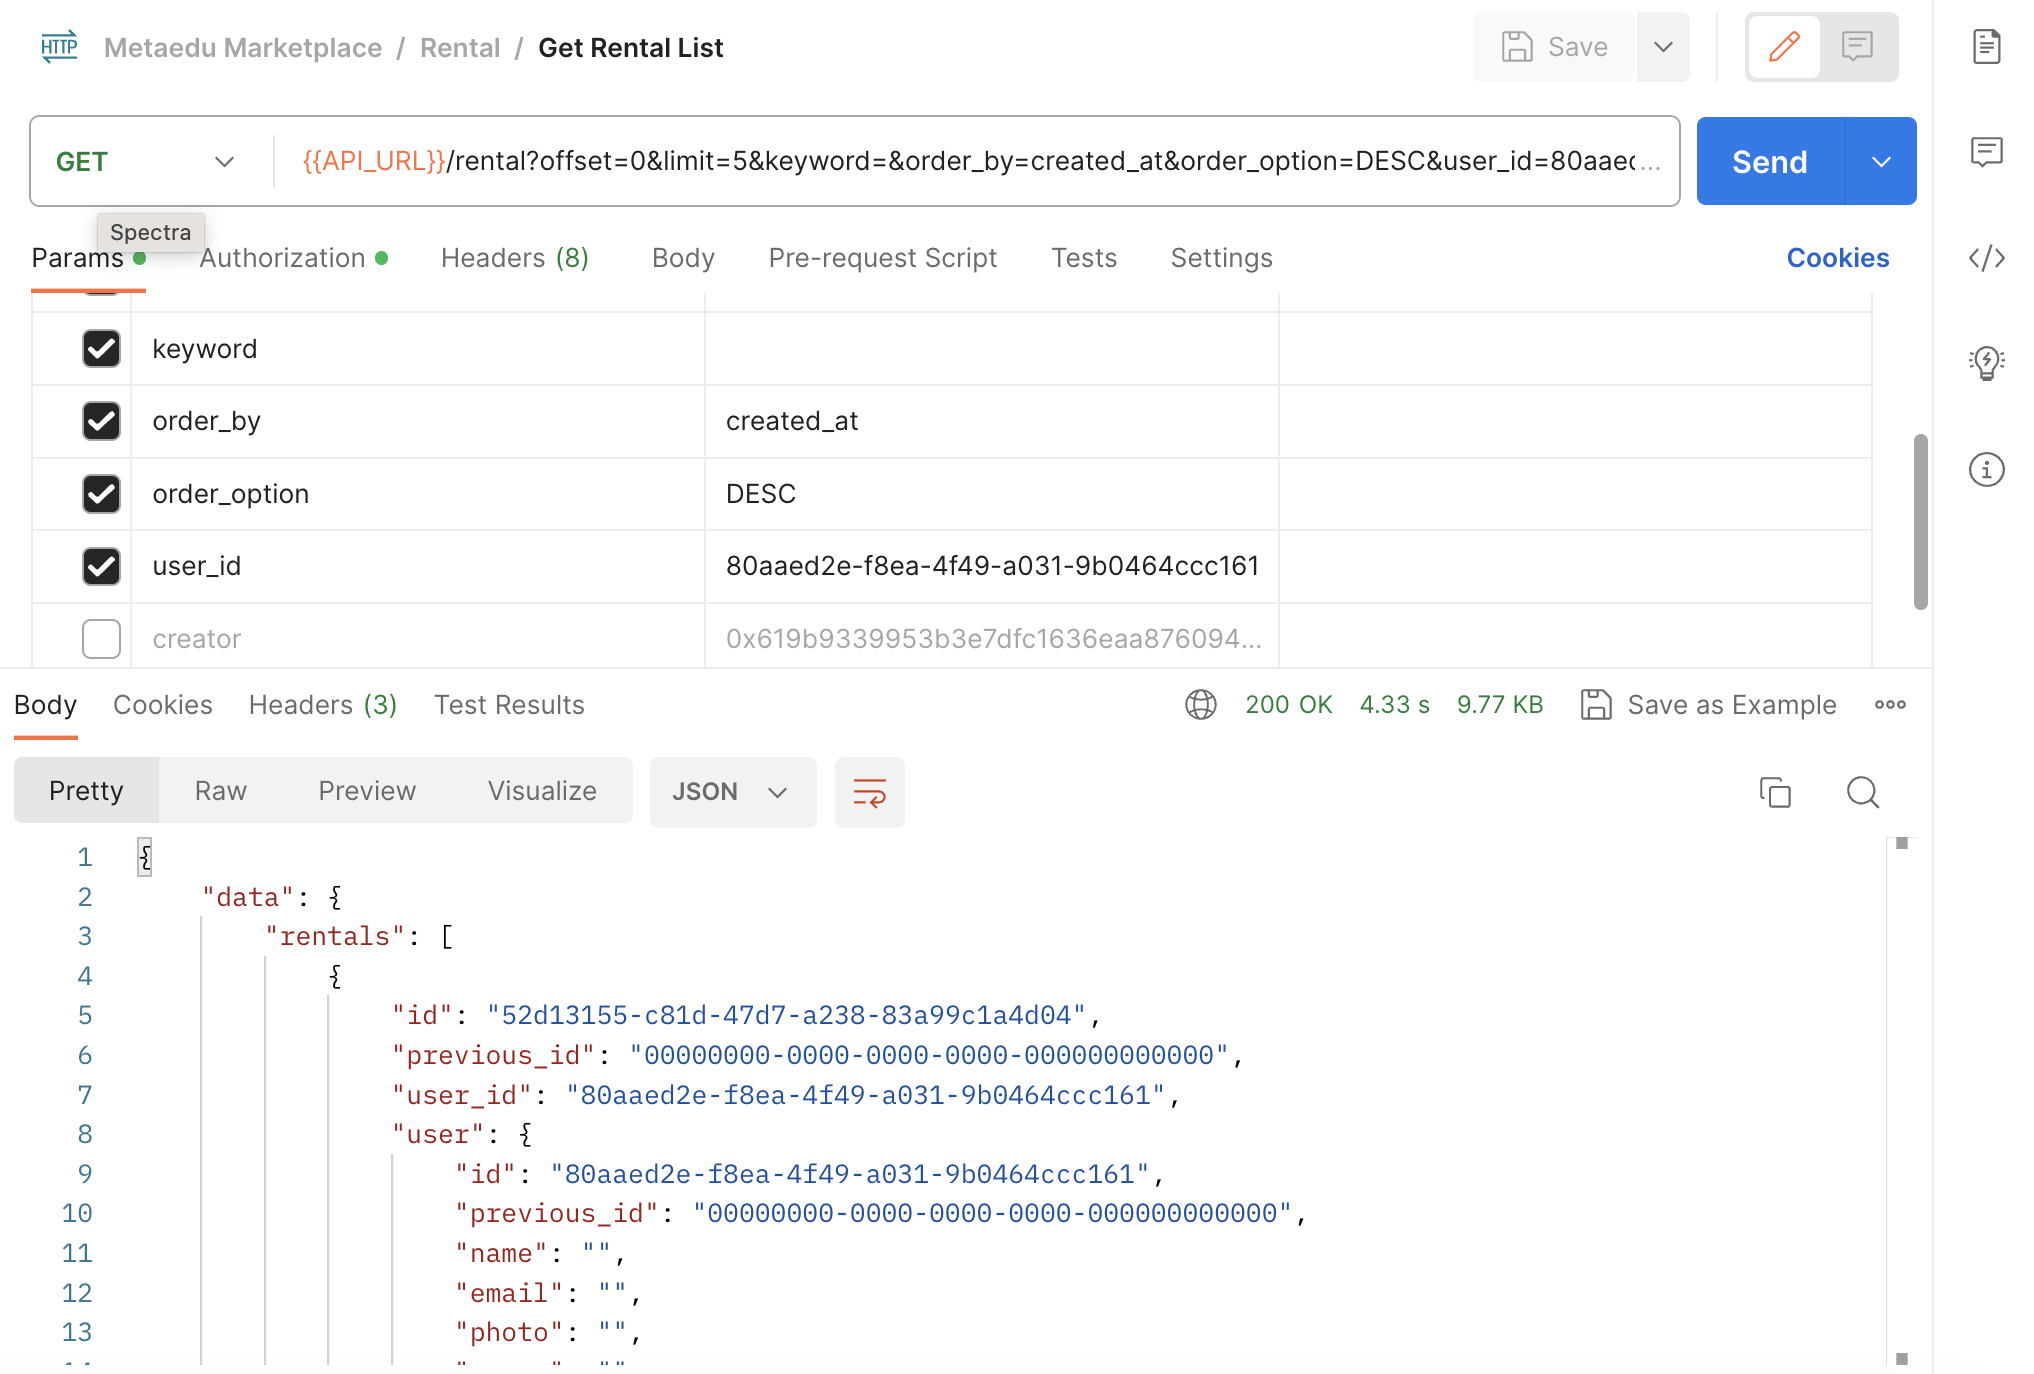 HTTP Metaedu Marketplace / Rental / Get Rental List Save
GET {{API_URL}}/rental?offset=0&limit=5&keyword=&order_by=created_at&order_option=DESC&user_id=80aaec... Send
Spectra
Params Authorization Headers (8) Body Pre-request Script Tests Settings Cookies
keyword
order_by created_at
order_option DESC
user_id 80aaed2e-f8ea-4f49-a031-9b0464ccc161
creator 0x619b9339953b3e7dfc1636eaa876094...
Body Cookies Headers (3) Test Results 200 OK 4.33 s 9.77 KB Save as Example
Pretty Raw Preview Visualize JSON
1 {
2 "data": {
3 "rentals": [
4 {
5 "id": "52d13155-c81d-47d7-a238-83a99c1a4d04",
6 "previous_id": "00000000-0000-0000-0000-000000000000",
7 "user_id": "80aaed2e-f8ea-4f49-a031-9b0464ccc161",
8 "user": {
9 "id": "80aaed2e-f8ea-4f49-a031-9b0464ccc161",
10 "previous_id": "00000000-0000-0000-0000-000000000000",
11 "name": "",
12 "email": "",
13 "photo": "",